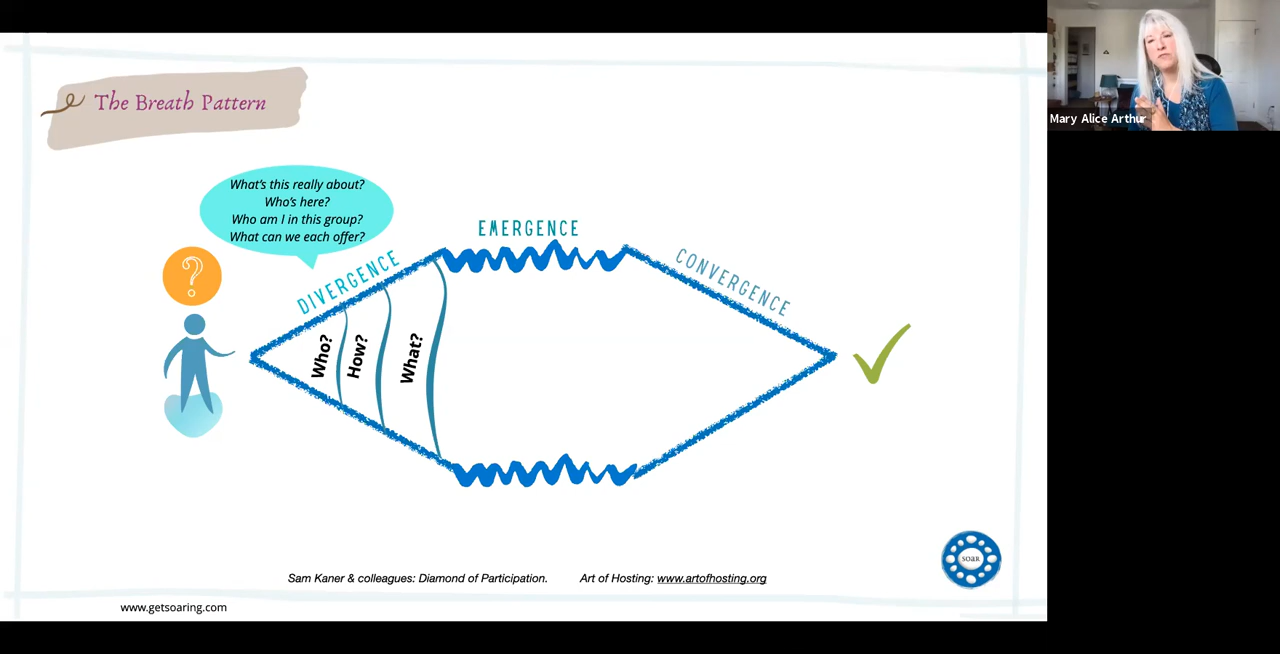 The Breath Pattern
Mary Alice Arthur
What's this really about?
Who's here?
Who am I in this group?
What can we each offer?
?
DIVERGENCE
EMERGENCE
CONVERGENCE
Who?
How?
What?
SOAR
Sam Kaner & colleagues: Diamond of Participation.
Art of Hosting: www.artofhosting.org
www.getsoaring.com